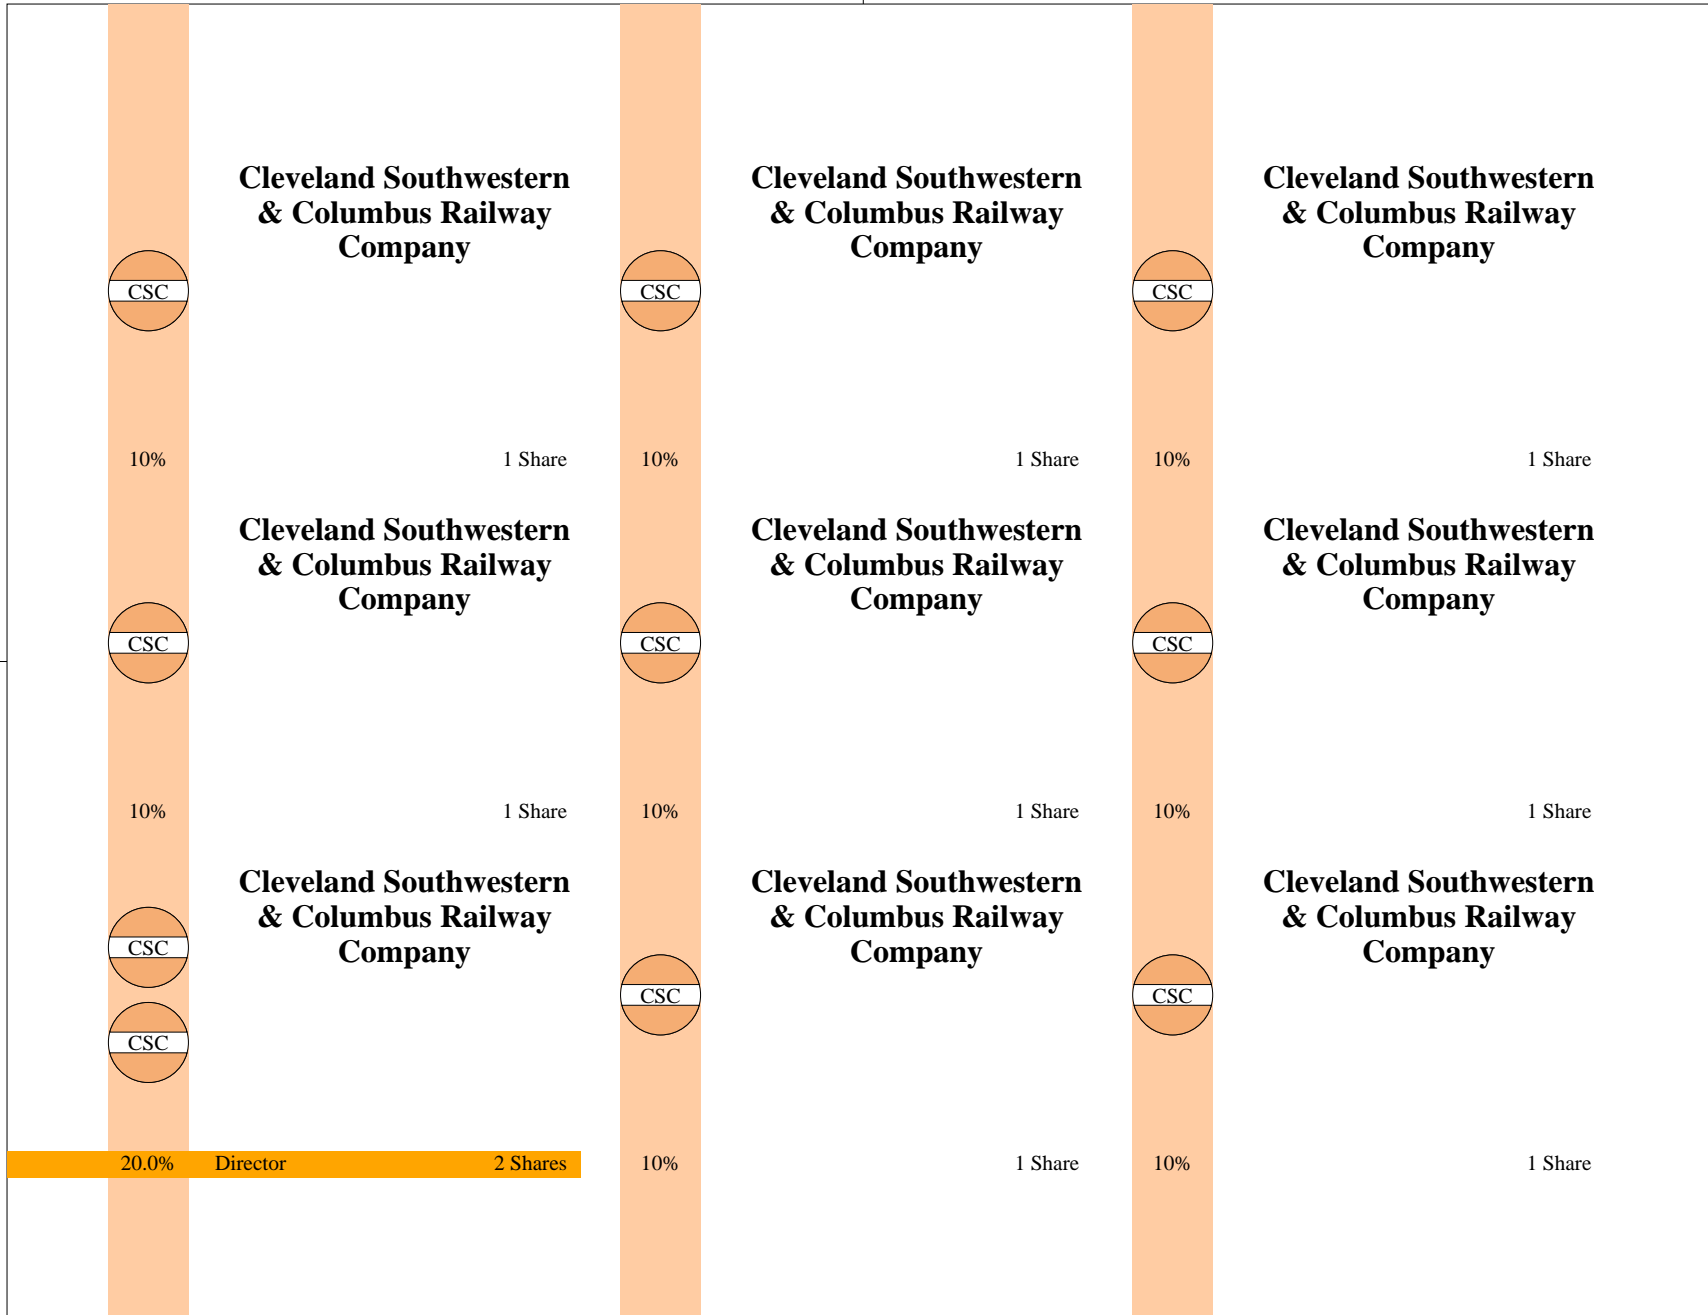 Cleveland Southwestern
& Columbus Railway
Company
CSC
10%
1 Share
Cleveland Southwestern
& Columbus Railway
Company
CSC
10%
1 Share
Cleveland Southwestern
& Columbus Railway
Company
CSC
10%
1 Share
Cleveland Southwestern
& Columbus Railway
Company
CSC
10%
1 Share
Cleveland Southwestern
& Columbus Railway
Company
CSC
10%
1 Share
Cleveland Southwestern
& Columbus Railway
Company
CSC
10%
1 Share
Cleveland Southwestern
& Columbus Railway
Company
CSC
CSC
20.0% Director 2 Shares
Cleveland Southwestern
& Columbus Railway
Company
CSC
10%
1 Share
Cleveland Southwestern
& Columbus Railway
Company
CSC
10%
1 Share